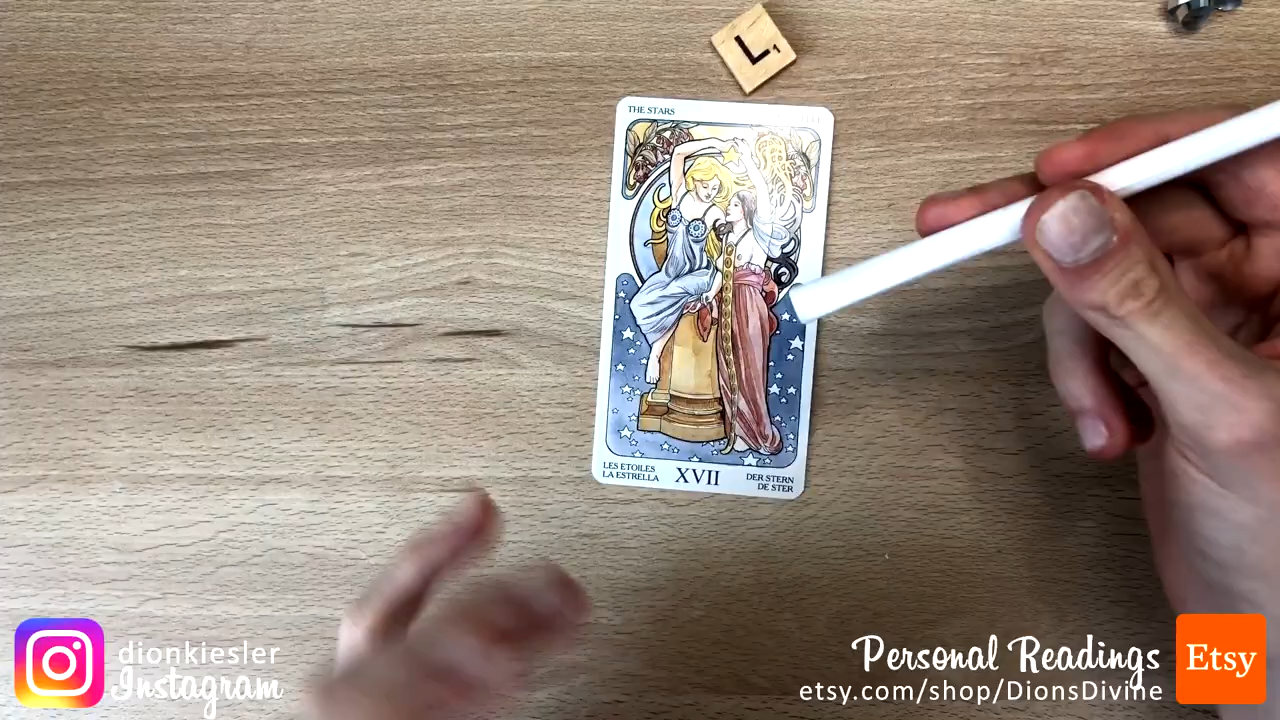 L1
THE STARS
LES ETOILES
LA ESTRELLA
XVII
DER STERN
DE STER
dionkiesler
Instagram
Personal Readings
etsy.com/shop/DionsDivine
Etsy